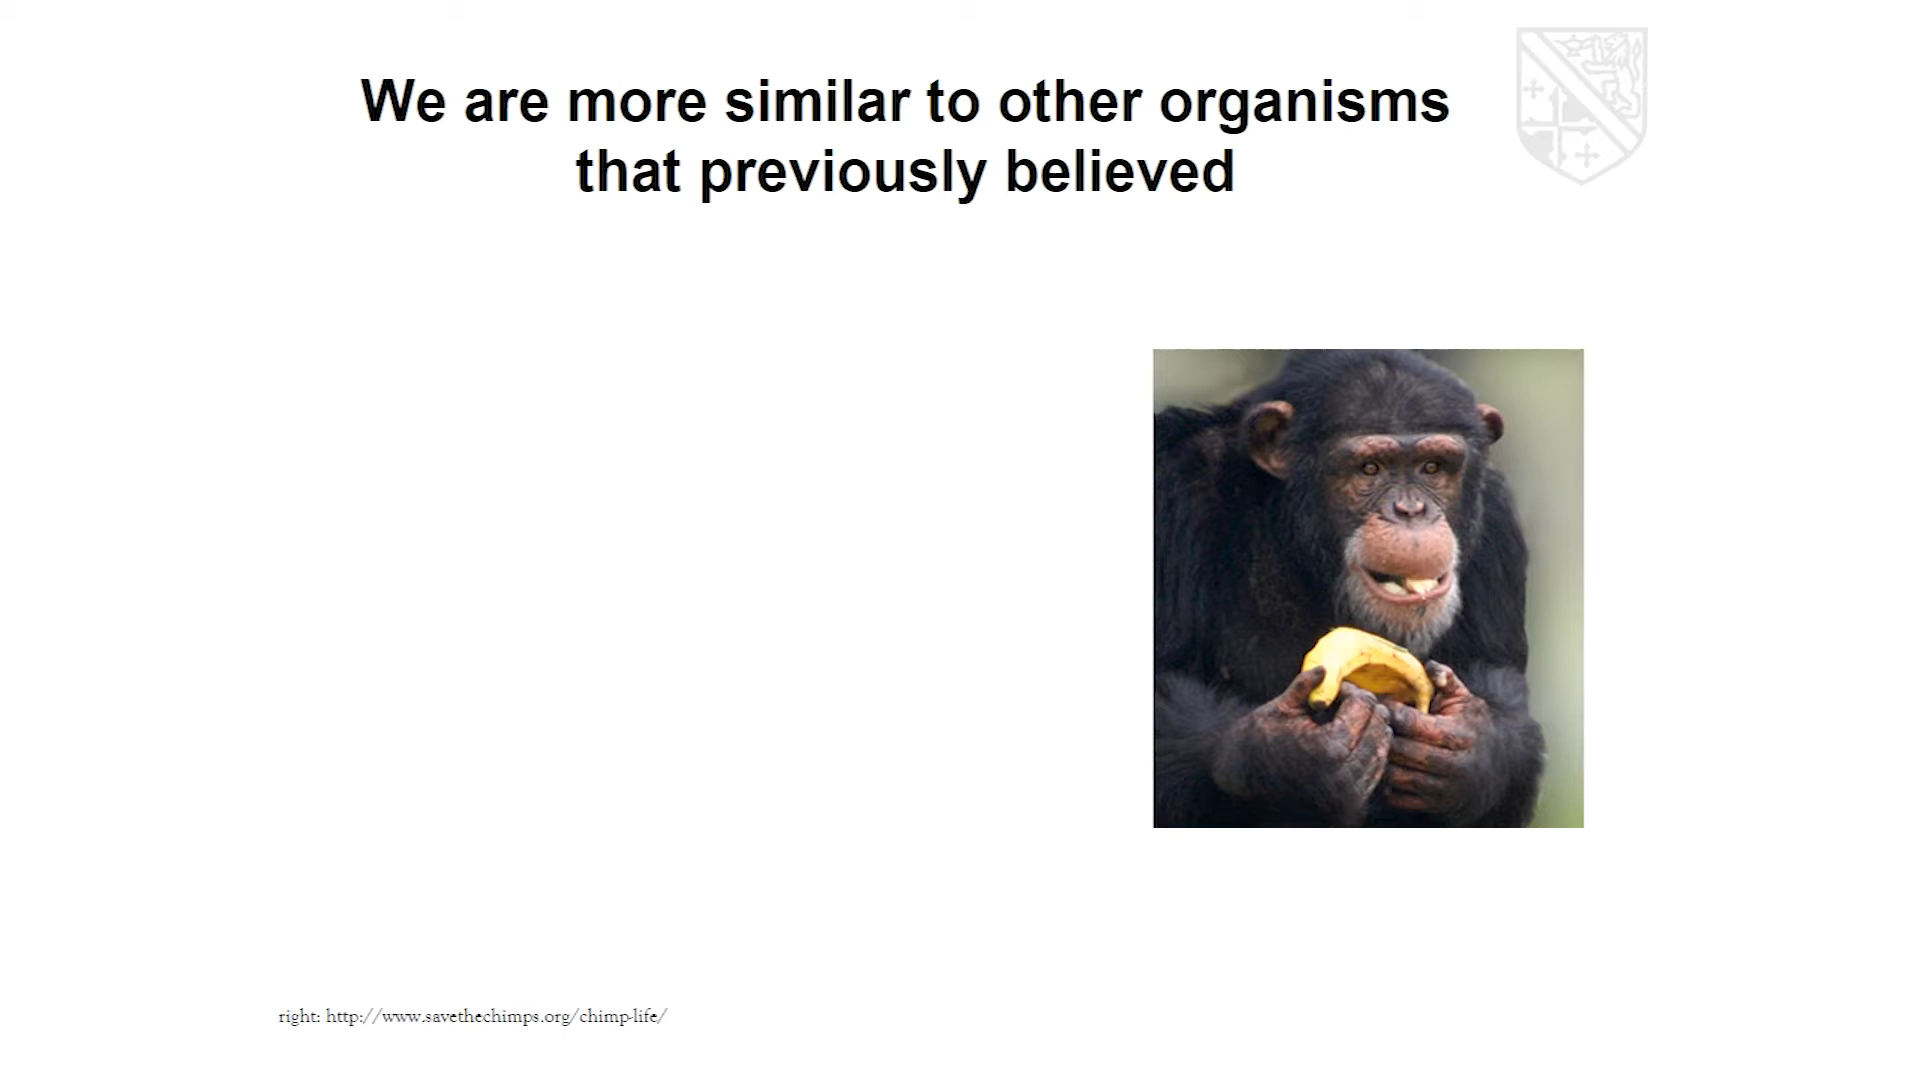 We are more similar to other organisms
that previously believed
right: http://www.savethechimps.org/chimp-life/